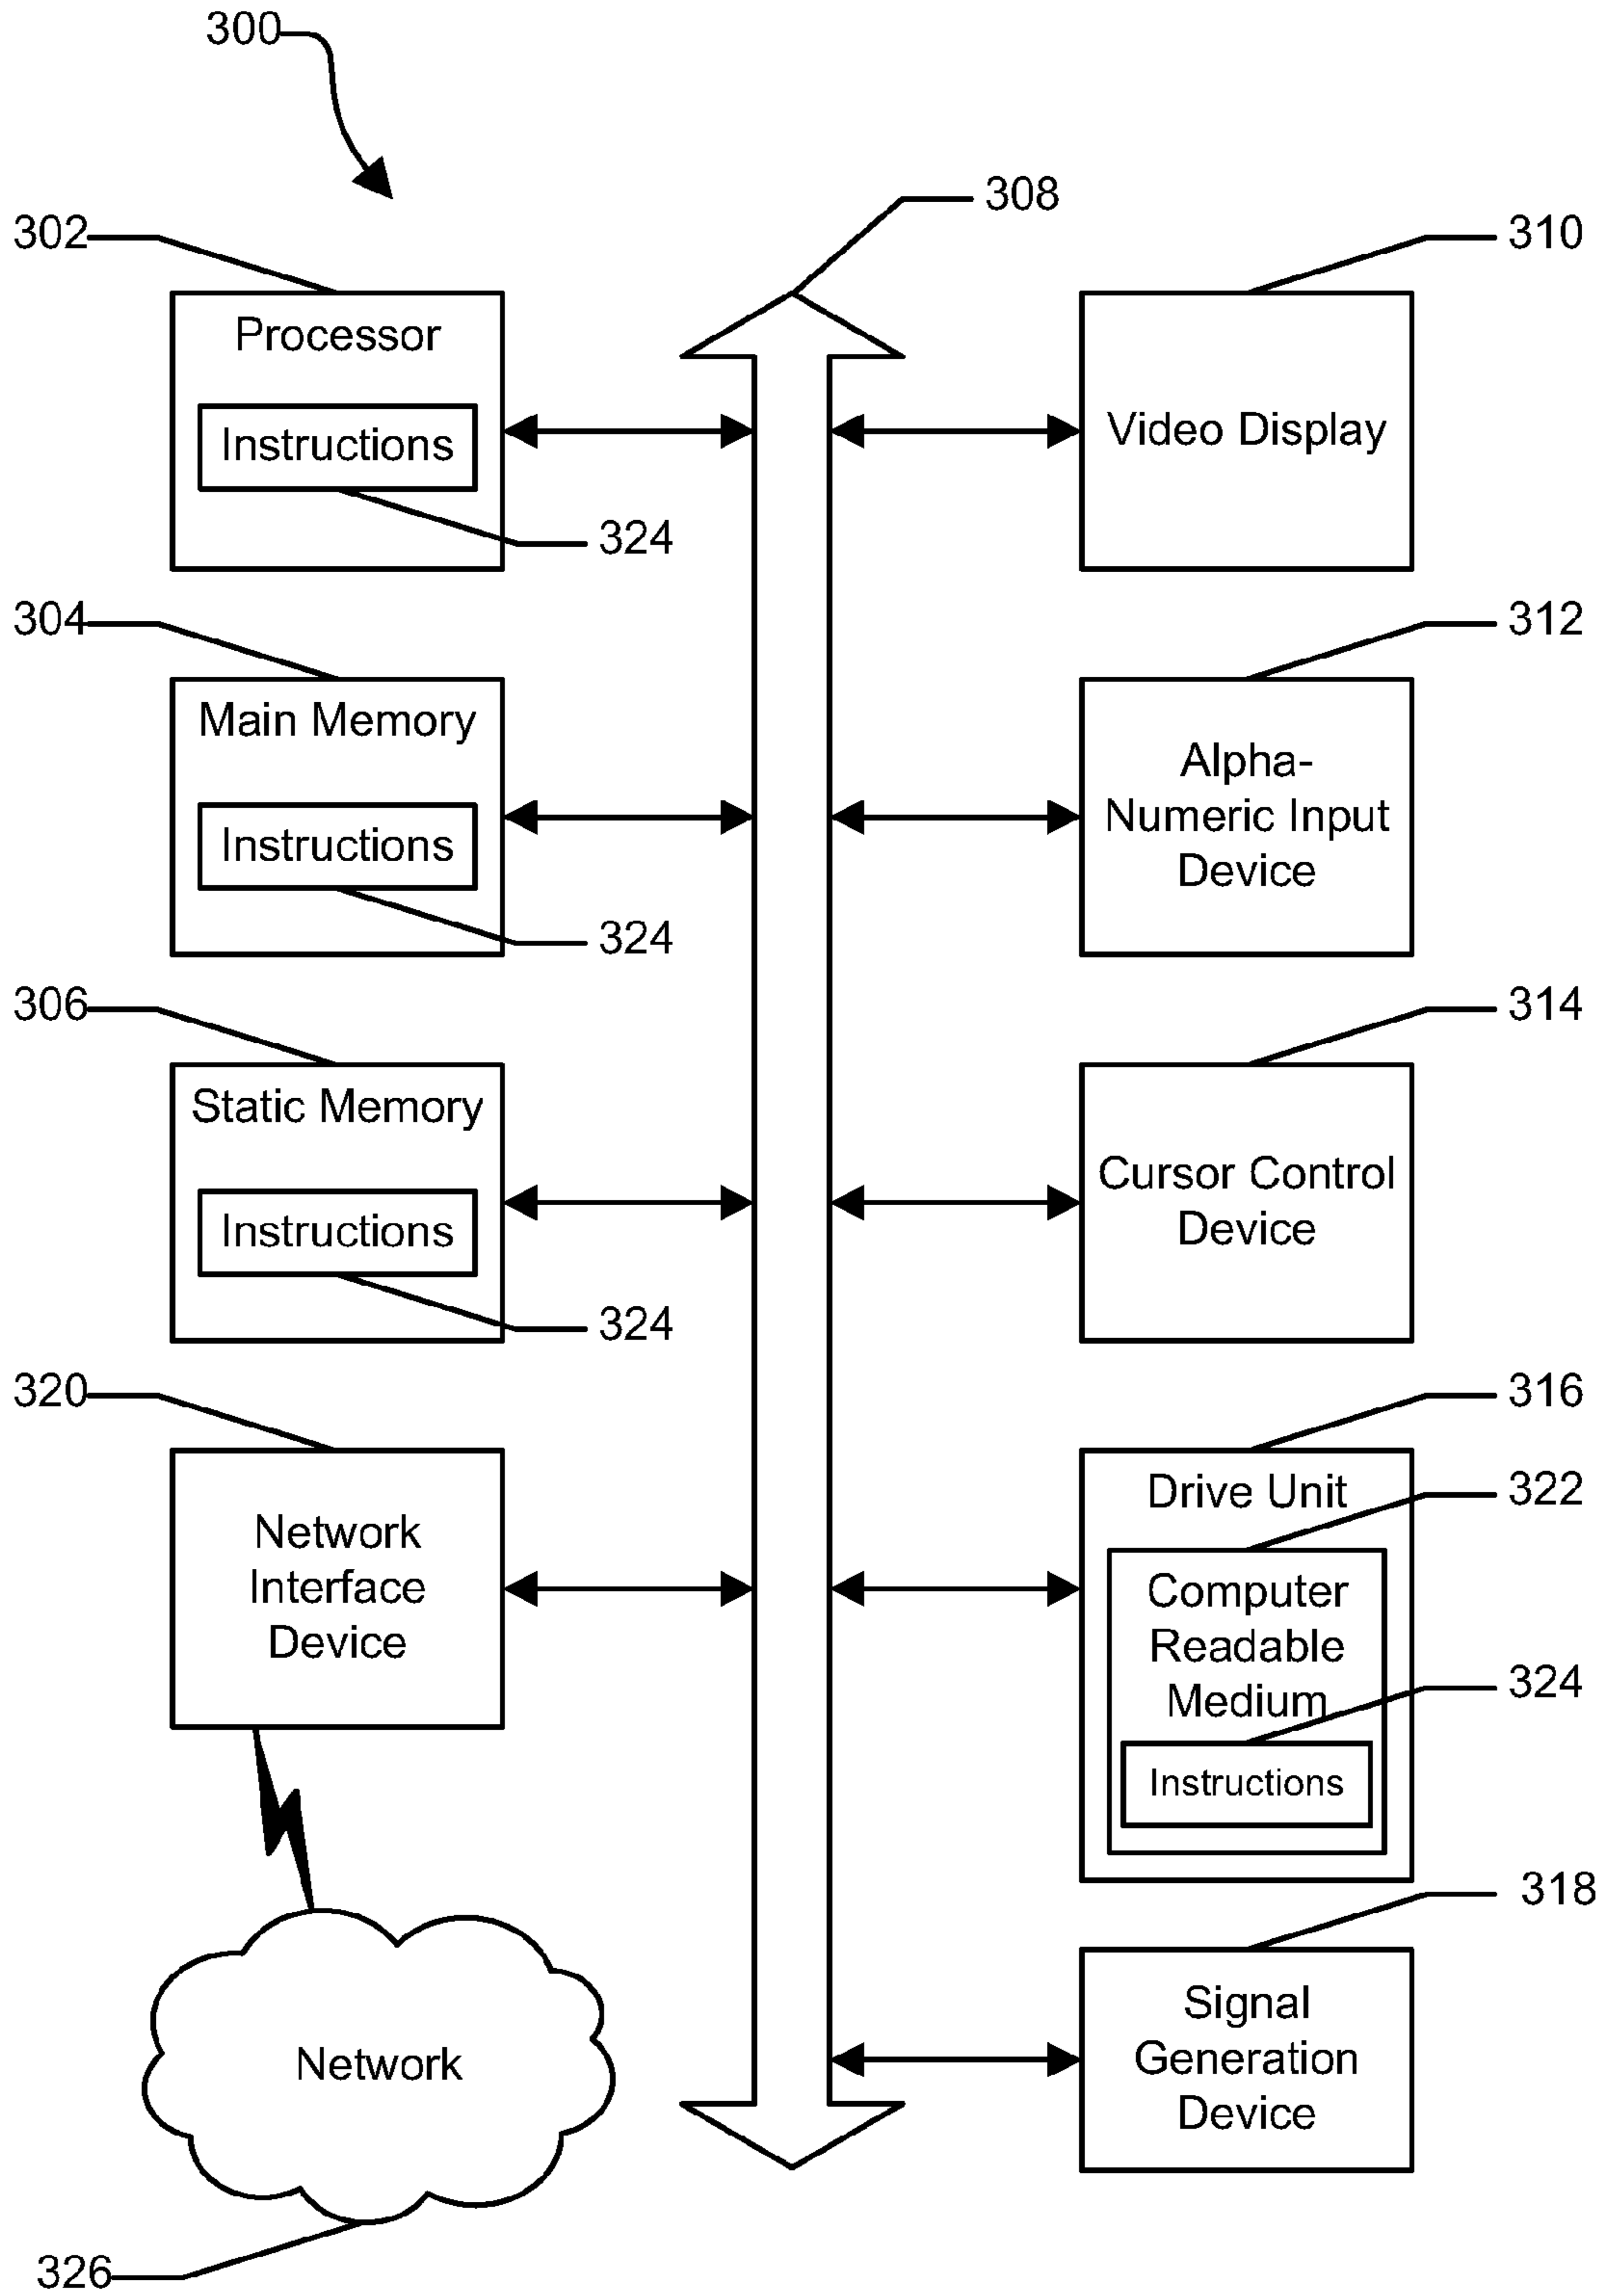 300
308
302
310
Processor
Instructions
324
Video Display
304
312
Main Memory
Instructions
324
Alpha-
Numeric Input
Device
306
314
Static Memory
Instructions
324
Cursor Control
Device
320
316
Network
Interface
Device
Drive Unit
322
Computer
Readable
Medium
324
Instructions
318
Signal
Generation
Device
Network
326